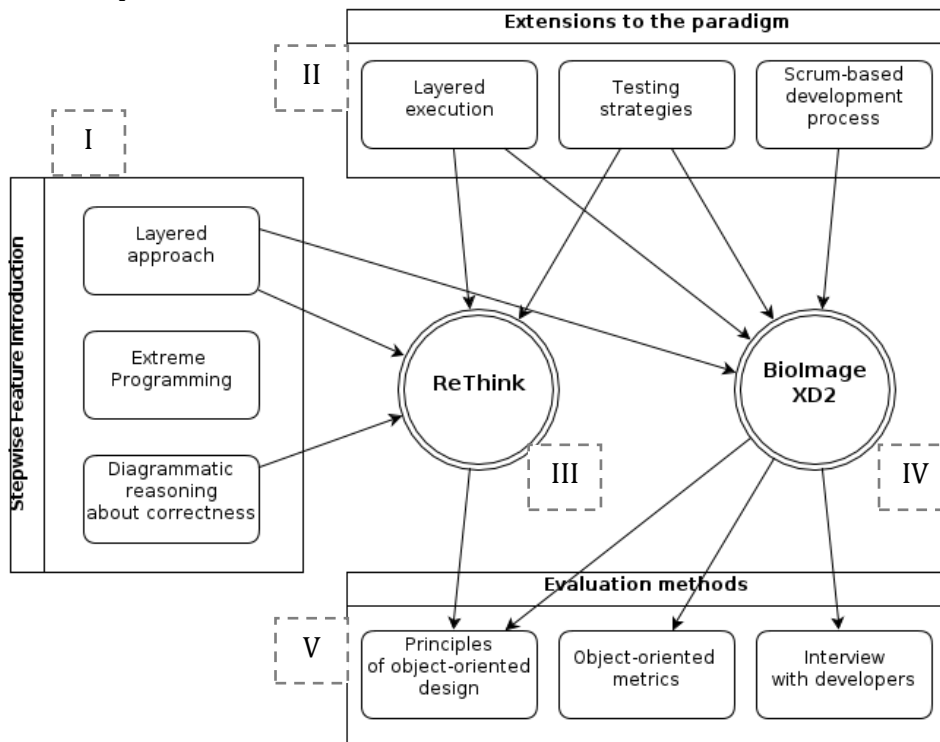 Extensions to the paradigm
II
Layered
execution
Testing
strategies
Scrum-based
development
process
I
Stepwise Feature Introduction
Layered
approach
Extreme
Programming
Diagrammatic
reasoning
about correctness
ReThink
III
BioImage
XD2
IV
Evaluation methods
V
Principles
of object-oriented
design
Object-oriented
metrics
Interview
with developers